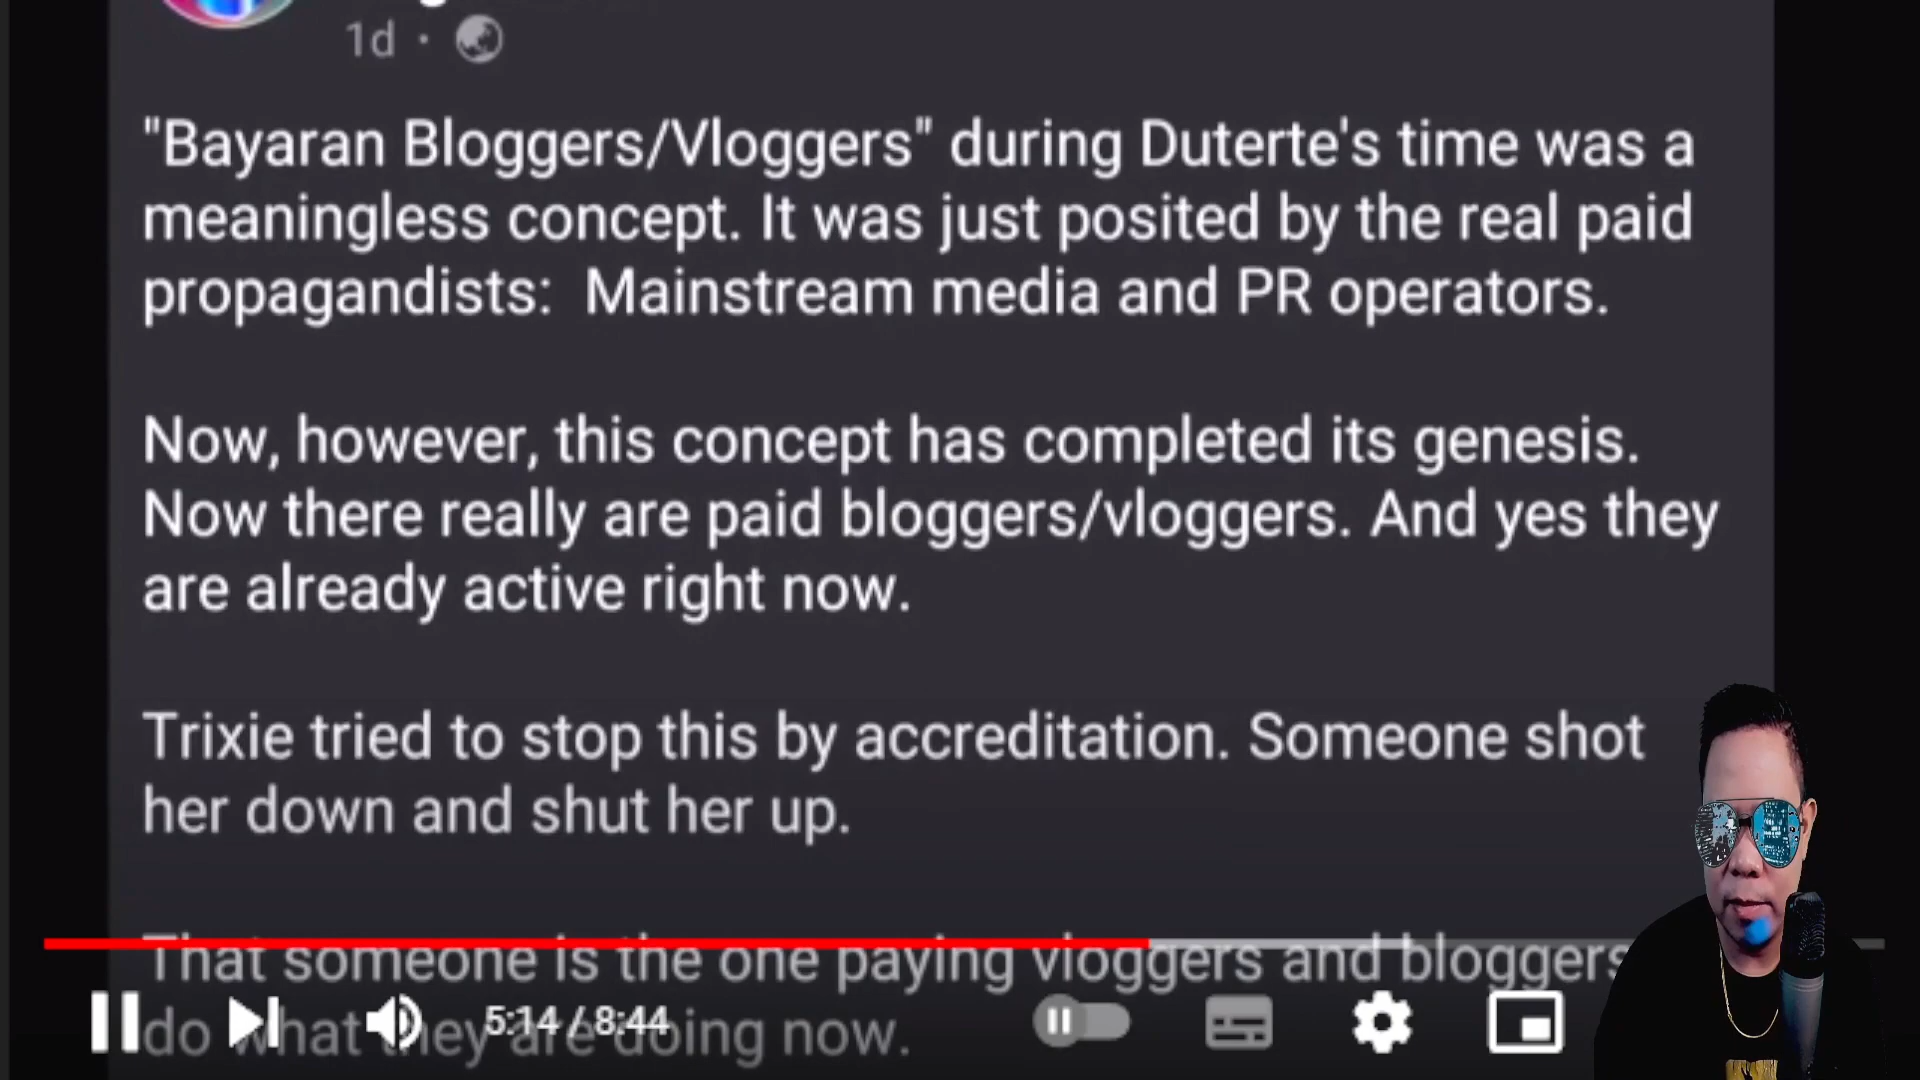 1d ·
"Bayaran Bloggers/Vloggers" during Duterte's time was a
meaningless concept. It was just posited by the real paid
propagandists:  Mainstream media and PR operators.
Now, however, this concept has completed its genesis.
Now there really are paid bloggers/vloggers. And yes they
are already active right now.
Trixie tried to stop this by accreditation. Someone shot
her down and shut her up.
That someone is the one paying vloggers and bloggers
do what they are doing now.
5:14 / 8:44